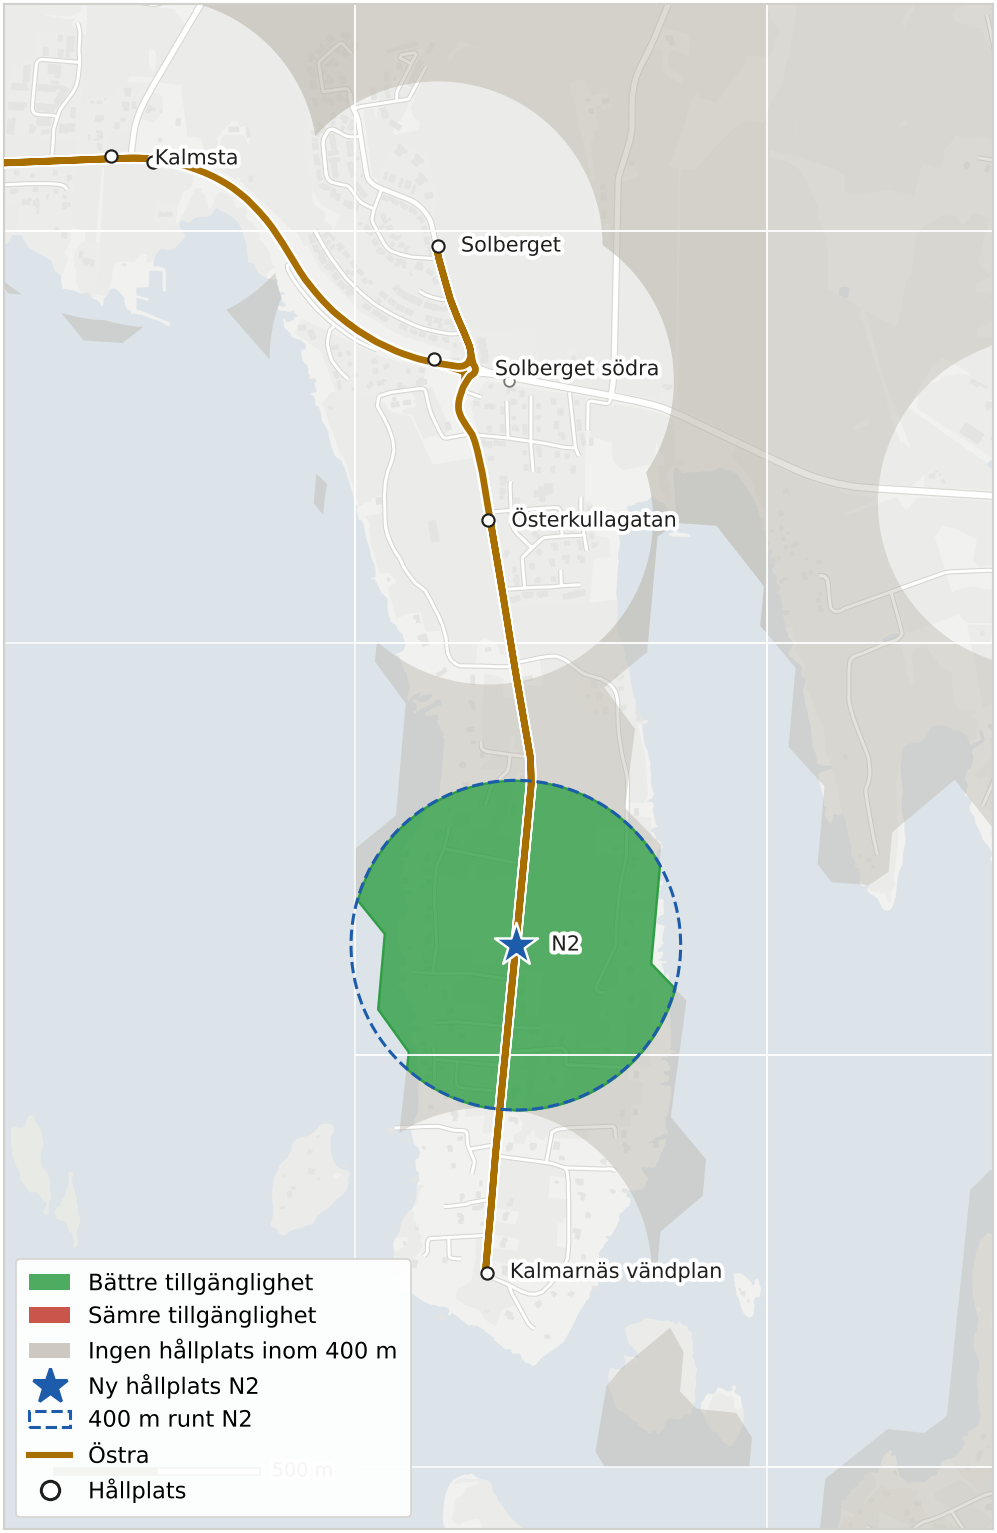 Kalmsta
Solberget
Solberget södra
Österkullagatan
N2
Kalmarnäs vändplan
Bättre tillgänglighet
Sämre tillgänglighet
Ingen hållplats inom 400 m
Ny hållplats N2
400 m runt N2
Östra
500 m
Hållplats